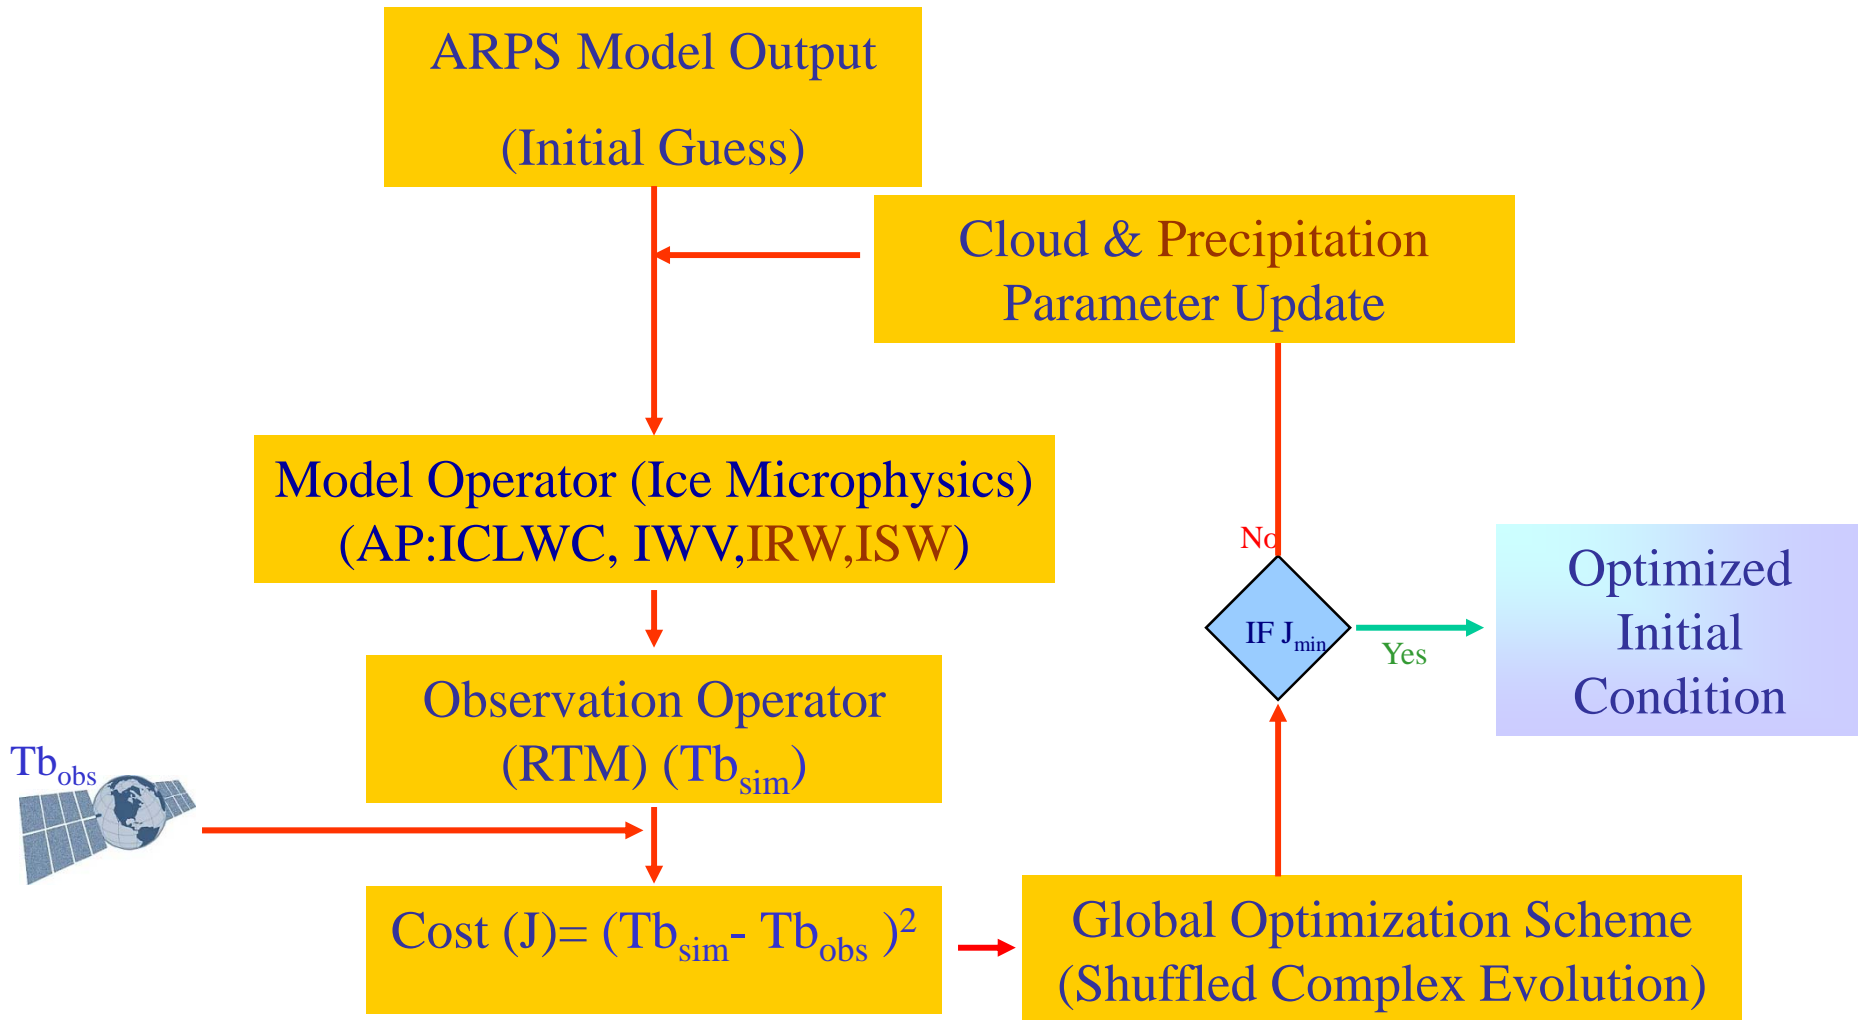 ARPS Model Output
(Initial Guess)
Cloud & Precipitation
Parameter Update
Model Operator (Ice Microphysics)
(AP:ICLWC, IWV,IRW,ISW)
No
IF Jmin
Yes
Optimized
Initial
Condition
Observation Operator
(RTM) (Tbsim)
Tbobs
Cost (J)= (Tbsim- Tbobs )2
Global Optimization Scheme
(Shuffled Complex Evolution)